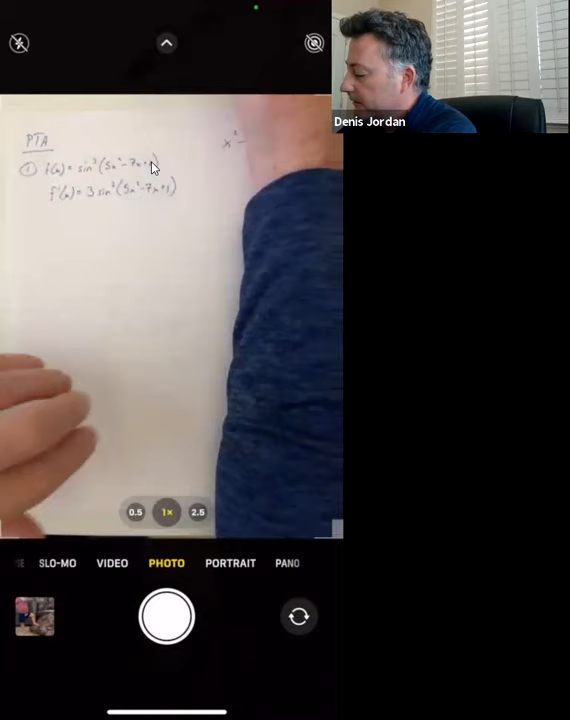 Denis Jordan
PTA
x² -
① f(x) = sin³(5x² - 7x + 1)
f'(x) = 3 sin²(5x² - 7x + 1)
0.5 1× 2.5
SLO-MO VIDEO PHOTO PORTRAIT PANO